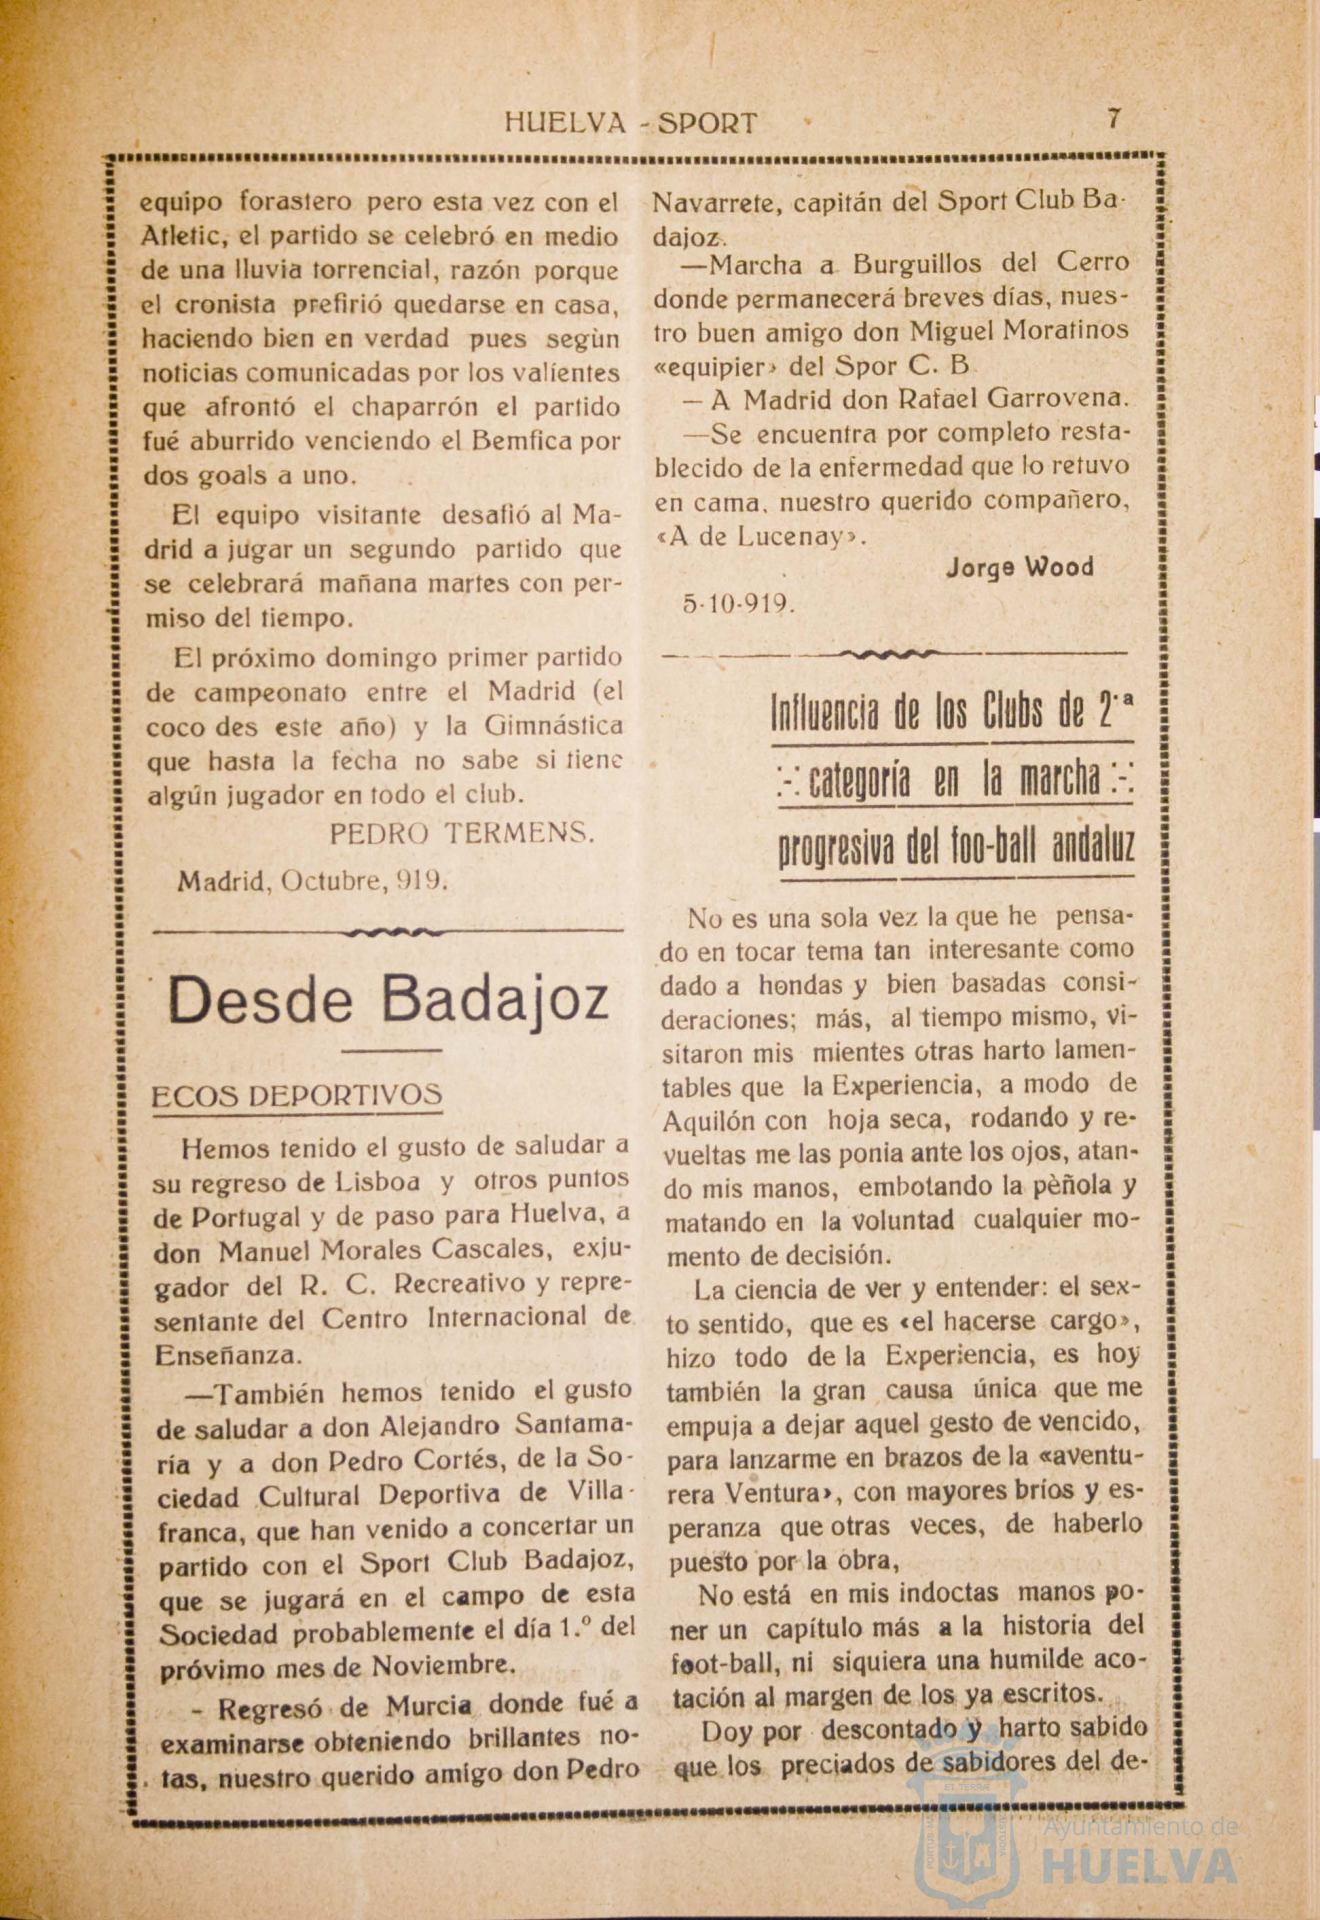 HUELVA - SPORT
7
equipo forastero pero esta vez con el
Atletic, el partido se celebró en medio
de una lluvia torrencial, razón porque
el cronista prefirió quedarse en casa,
haciendo bien en verdad pues segùn
noticias comunicadas por los valientes
que afrontó el chaparrón el partido
fué aburrido venciendo el Bemfica por
dos goals a uno.
El equipo visitante desafió al Ma-
drid a jugar un segundo partido que
se celebrará mañana martes con per-
miso del tiempo.
El próximo domingo primer partido
de campeonato entre el Madrid (el
coco des este año) y la Gimnástica
que hasta la fecha no sabe si tiene
algún jugador en todo el club.
PEDRO TERMENS.
Madrid, Octubre, 919.
Desde Badajoz
ECOS DEPORTIVOS
Hemos tenido el gusto de saludar a
su regreso de Lisboa y otros puntos
de Portugal y de paso para Huelva, a
don Manuel Morales Cascales, exju-
gador del R. C. Recreativo y repre-
sentante del Centro Internacional de
Enseñanza.
—También hemos tenido el gusto
de saludar a don Alejandro Santama-
ría y a don Pedro Cortés, de la So-
ciedad Cultural Deportiva de Villa-
franca, que han venido a concertar un
partido con el Sport Club Badajoz,
que se jugará en el campo de esta
Sociedad probablemente el día 1.º del
próvimo mes de Noviembre.
- Regresó de Murcia donde fué a
examinarse obteniendo brillantes no-
tas, nuestro querido amigo don Pedro
Navarrete, capitán del Sport Club Ba-
dajoz.
—Marcha a Burguillos del Cerro
donde permanecerá breves días, nues-
tro buen amigo don Miguel Moratinos
«equipier» del Spor C. B
— A Madrid don Rafael Garrovena.
—Se encuentra por completo resta-
blecido de la enfermedad que lo retuvo
en cama, nuestro querido compañero,
«A de Lucenay».
Jorge Wood
5-10-919.
Influencia de los Clubs de 2.ª
·-: categoría en la marcha :-:
progresiva del foo-ball andaluz
No es una sola vez la que he pensa-
do en tocar tema tan interesante como
dado a hondas y bien basadas consi-
deraciones; más, al tiempo mismo, vi-
sitaron mis mientes otras harto lamen-
tables que la Experiencia, a modo de
Aquilón con hoja seca, rodando y re-
vueltas me las ponia ante los ojos, atan-
do mis manos, embotando la pèñola y
matando en la voluntad cualquier mo-
mento de decisión.
La ciencia de ver y entender: el sex-
to sentido, que es «el hacerse cargo»,
hizo todo de la Experiencia, es hoy
también la gran causa única que me
empuja a dejar aquel gesto de vencido,
para lanzarme en brazos de la «aventu-
rera Ventura», con mayores bríos y es-
peranza que otras veces, de haberlo
puesto por la obra,
No está en mis indoctas manos po-
ner un capítulo más a la historia del
foot-ball, ni siquiera una humilde aco-
tación al margen de los ya escritos.
Doy por descontado y harto sabido
que los preciados de sabidores del de-
Ayuntamiento de
HUELVA